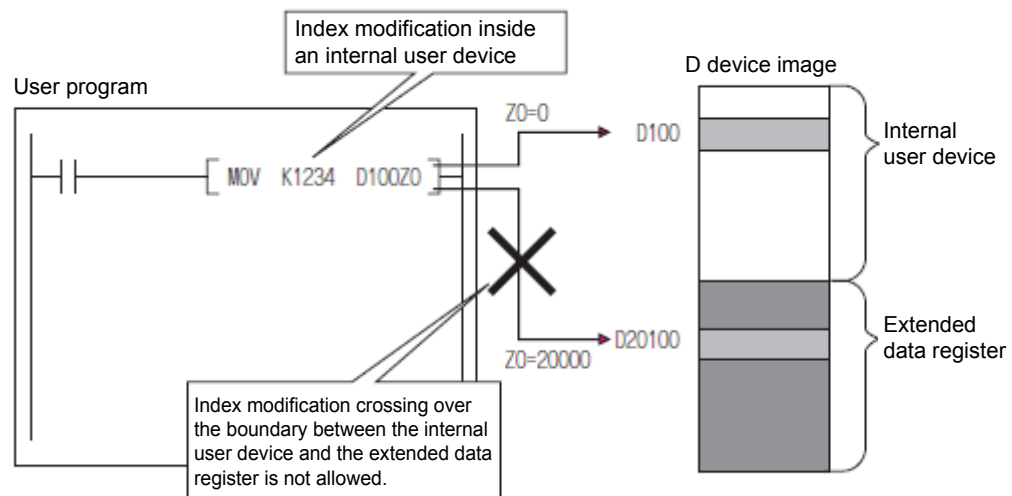 Index modification inside
an internal user device
User program
D device image
Z0=0
D100
Internal
user device
MOV K1234 D100Z0
Z0=20000
D20100
Extended
data register
Index modification crossing over
the boundary between the internal
user device and the extended data
register is not allowed.